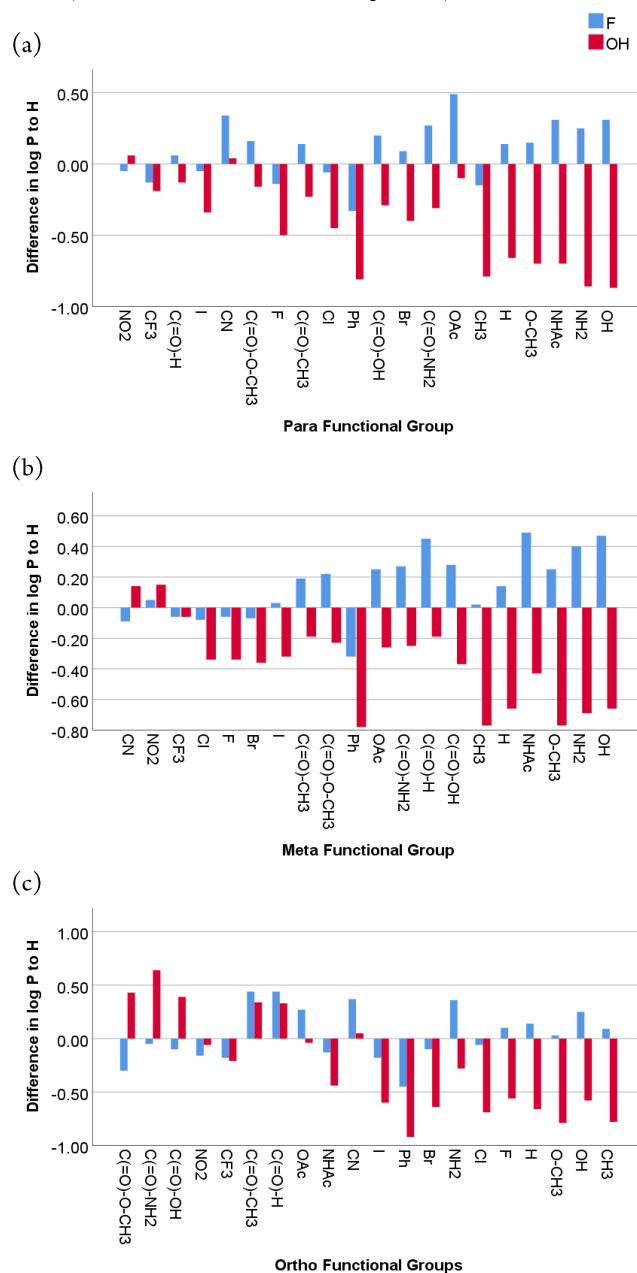 F
OH
(a)
Difference in log P to H
0.50
0.00
-0.50
-1.00
NO2
CF3
C(=O)-H
I
CN
C(=O)-O-CH3
F
C(=O)-CH3
Cl
Ph
C(=O)-OH
Br
C(=O)-NH2
OAc
CH3
H
O-CH3
NHAc
NH2
OH
Para Functional Group
(b)
Difference in log P to H
0.60
0.40
0.20
0.00
-0.20
-0.40
-0.60
-0.80
CN
NO2
CF3
Cl
F
Br
I
C(=O)-CH3
C(=O)-O-CH3
Ph
OAc
C(=O)-NH2
C(=O)-H
C(=O)-OH
CH3
H
NHAc
O-CH3
NH2
OH
Meta Functional Group
(c)
Difference in log P to H
1.00
0.50
0.00
-0.50
-1.00
C(=O)-O-CH3
C(=O)-NH2
C(=O)-OH
NO2
CF3
C(=O)-CH3
C(=O)-H
OAc
NHAc
CN
I
Ph
Br
NH2
Cl
F
H
O-CH3
OH
CH3
Ortho Functional Groups